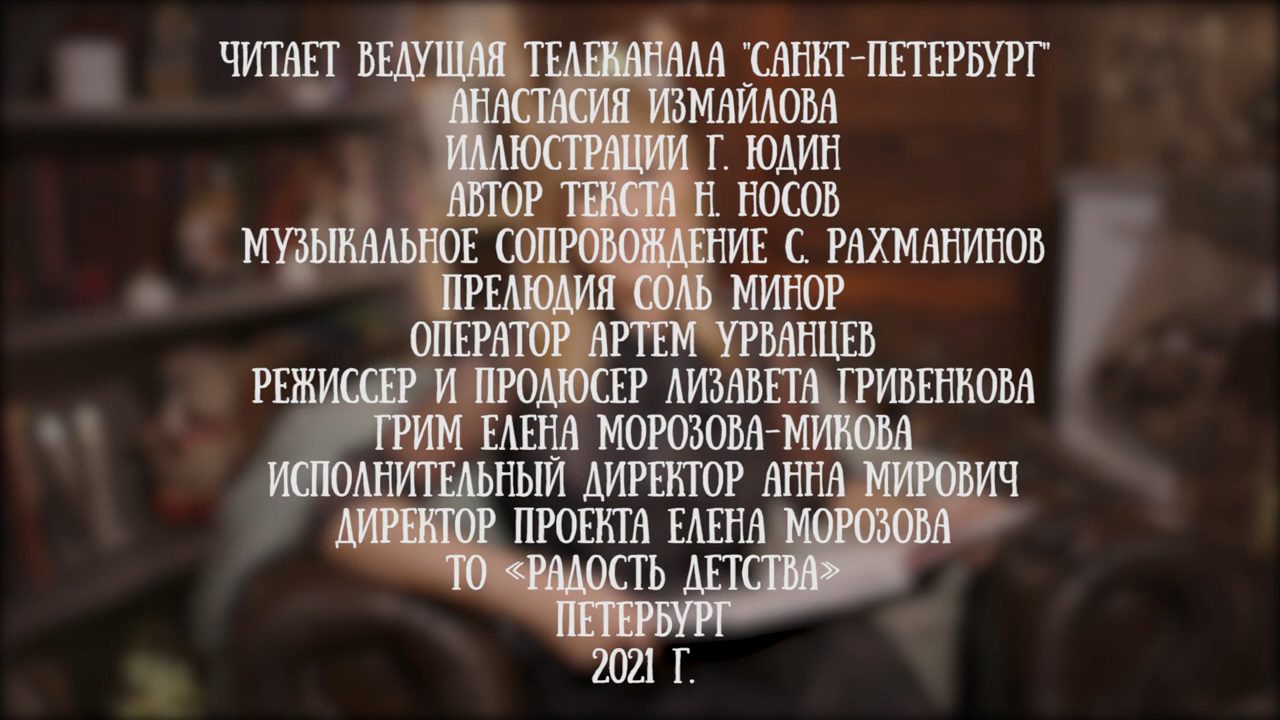 ЧИТАЕТ ВЕДУЩАЯ ТЕЛЕКАНАЛА "САНКТ-ПЕТЕРБУРГ"
АНАСТАСИЯ ИЗМАЙЛОВА
ИЛЛЮСТРАЦИИ Г. ЮДИН
АВТОР ТЕКСТА Н. НОСОВ
МУЗЫКАЛЬНОЕ СОПРОВОЖДЕНИЕ С. РАХМАНИНОВ
ПРЕЛЮДИЯ СОЛЬ МИНОР
ОПЕРАТОР АРТЕМ УРВАНЦЕВ
РЕЖИССЕР И ПРОДЮСЕР ЛИЗАВЕТА ГРИВЕНКОВА
ГРИМ ЕЛЕНА МОРОЗОВА-МИКОВА
ИСПОЛНИТЕЛЬНЫЙ ДИРЕКТОР АННА МИРОВИЧ
ДИРЕКТОР ПРОЕКТА ЕЛЕНА МОРОЗОВА
ТО «РАДОСТЬ ДЕТСТВА»
ПЕТЕРБУРГ
2021 Г.